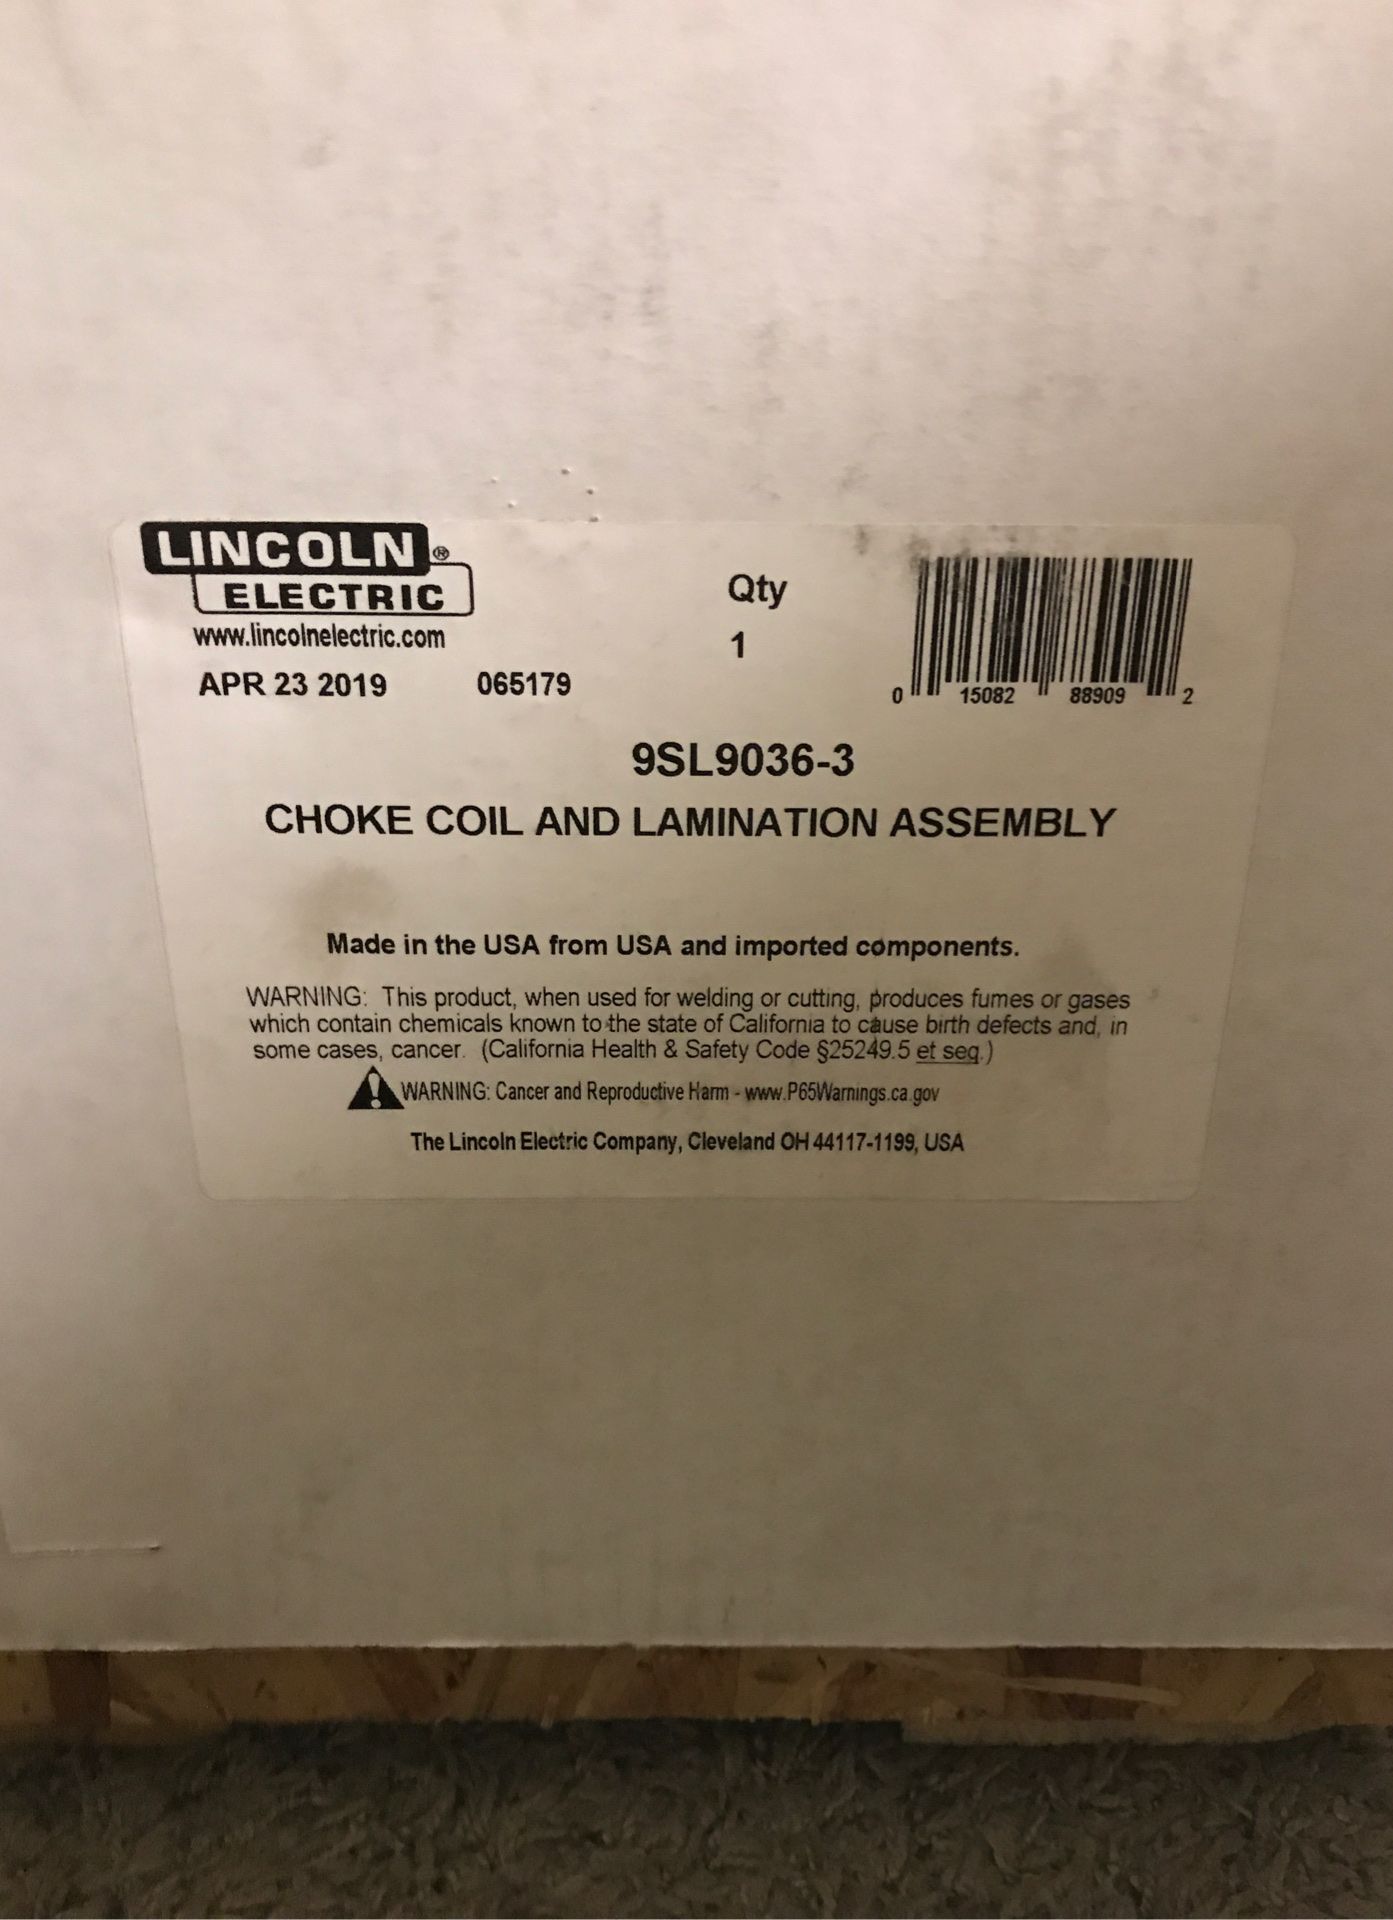 LINCOLN ®
ELECTRIC
www.lincolnelectric.com
APR 23 2019 065179
Qty
1
0 15082 88909 2
9SL9036-3
CHOKE COIL AND LAMINATION ASSEMBLY
Made in the USA from USA and imported components.
WARNING: This product, when used for welding or cutting, produces fumes or gases
which contain chemicals known to the state of California to cause birth defects and, in
some cases, cancer. (California Health & Safety Code §25249.5 et seq.)
WARNING: Cancer and Reproductive Harm - www.P65Warnings.ca.gov
The Lincoln Electric Company, Cleveland OH 44117-1199, USA